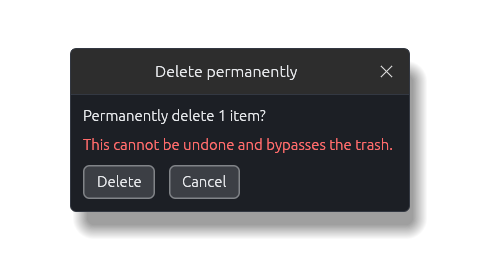 Delete permanently
Permanently delete 1 item?
This cannot be undone and bypasses the trash.
Delete Cancel